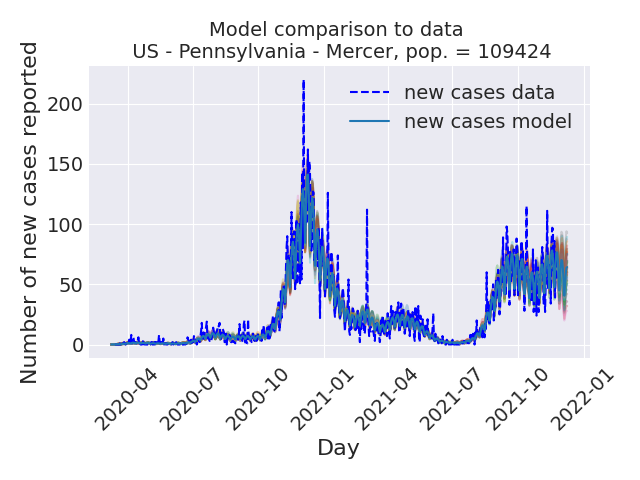 Model comparison to data
US - Pennsylvania - Mercer, pop. = 109424
Number of new cases reported
200
150
100
50
0
new cases data
new cases model
2020-04
2020-07
2020-10
2021-01
2021-04
2021-07
2021-10
2022-01
Day